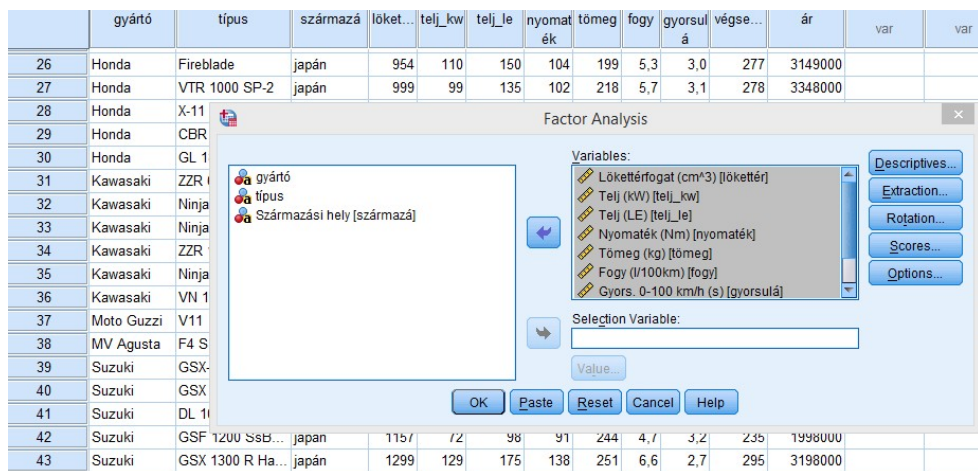 gyártó típus származá löket... telj_kw telj_le nyomaték tömeg fogy gyorsulá végse... ár var var
26 Honda Fireblade japán 954 110 150 104 199 5,3 3,0 277 3149000
27 Honda VTR 1000 SP-2 japán 999 99 135 102 218 5,7 3,1 278 3348000
28 Honda X-11
29 Honda CBR
30 Honda GL 1
31 Kawasaki ZZR
32 Kawasaki Ninja
33 Kawasaki Ninja
34 Kawasaki ZZR
35 Kawasaki Ninja
36 Kawasaki VN 1
37 Moto Guzzi V11
38 MV Agusta F4 S
39 Suzuki GSX-
40 Suzuki GSX
41 Suzuki DL 10
42 Suzuki GSF 1200 SsB... japán 1157 72 98 91 244 4,7 3,2 235 1998000
43 Suzuki GSX 1300 R Ha... japán 1299 129 175 138 251 6,6 2,7 295 3198000
Factor Analysis
gyártó
típus
Származási hely [származá]
Variables:
Lökettérfogat (cm^3) [lökettér]
Telj (kW) [telj_kw]
Telj (LE) [telj_le]
Nyomaték (Nm) [nyomaték]
Tömeg (kg) [tömeg]
Fogy (l/100km) [fogy]
Gyors. 0-100 km/h (s) [gyorsulá]
Selection Variable:
Value...
Descriptives...
Extraction...
Rotation...
Scores...
Options...
OK Paste Reset Cancel Help